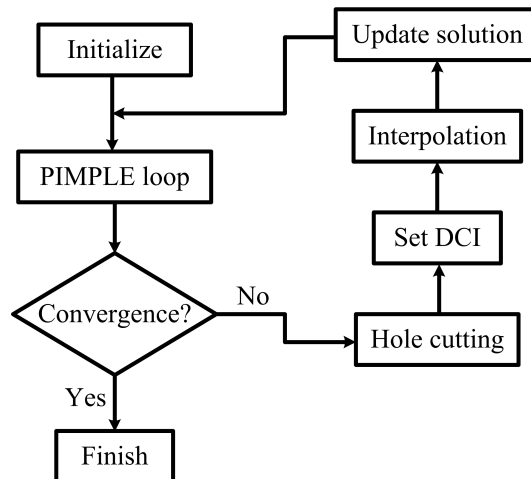 Initialize
PIMPLE loop
Convergence?
No
Yes
Finish
Hole cutting
Set DCI
Interpolation
Update solution